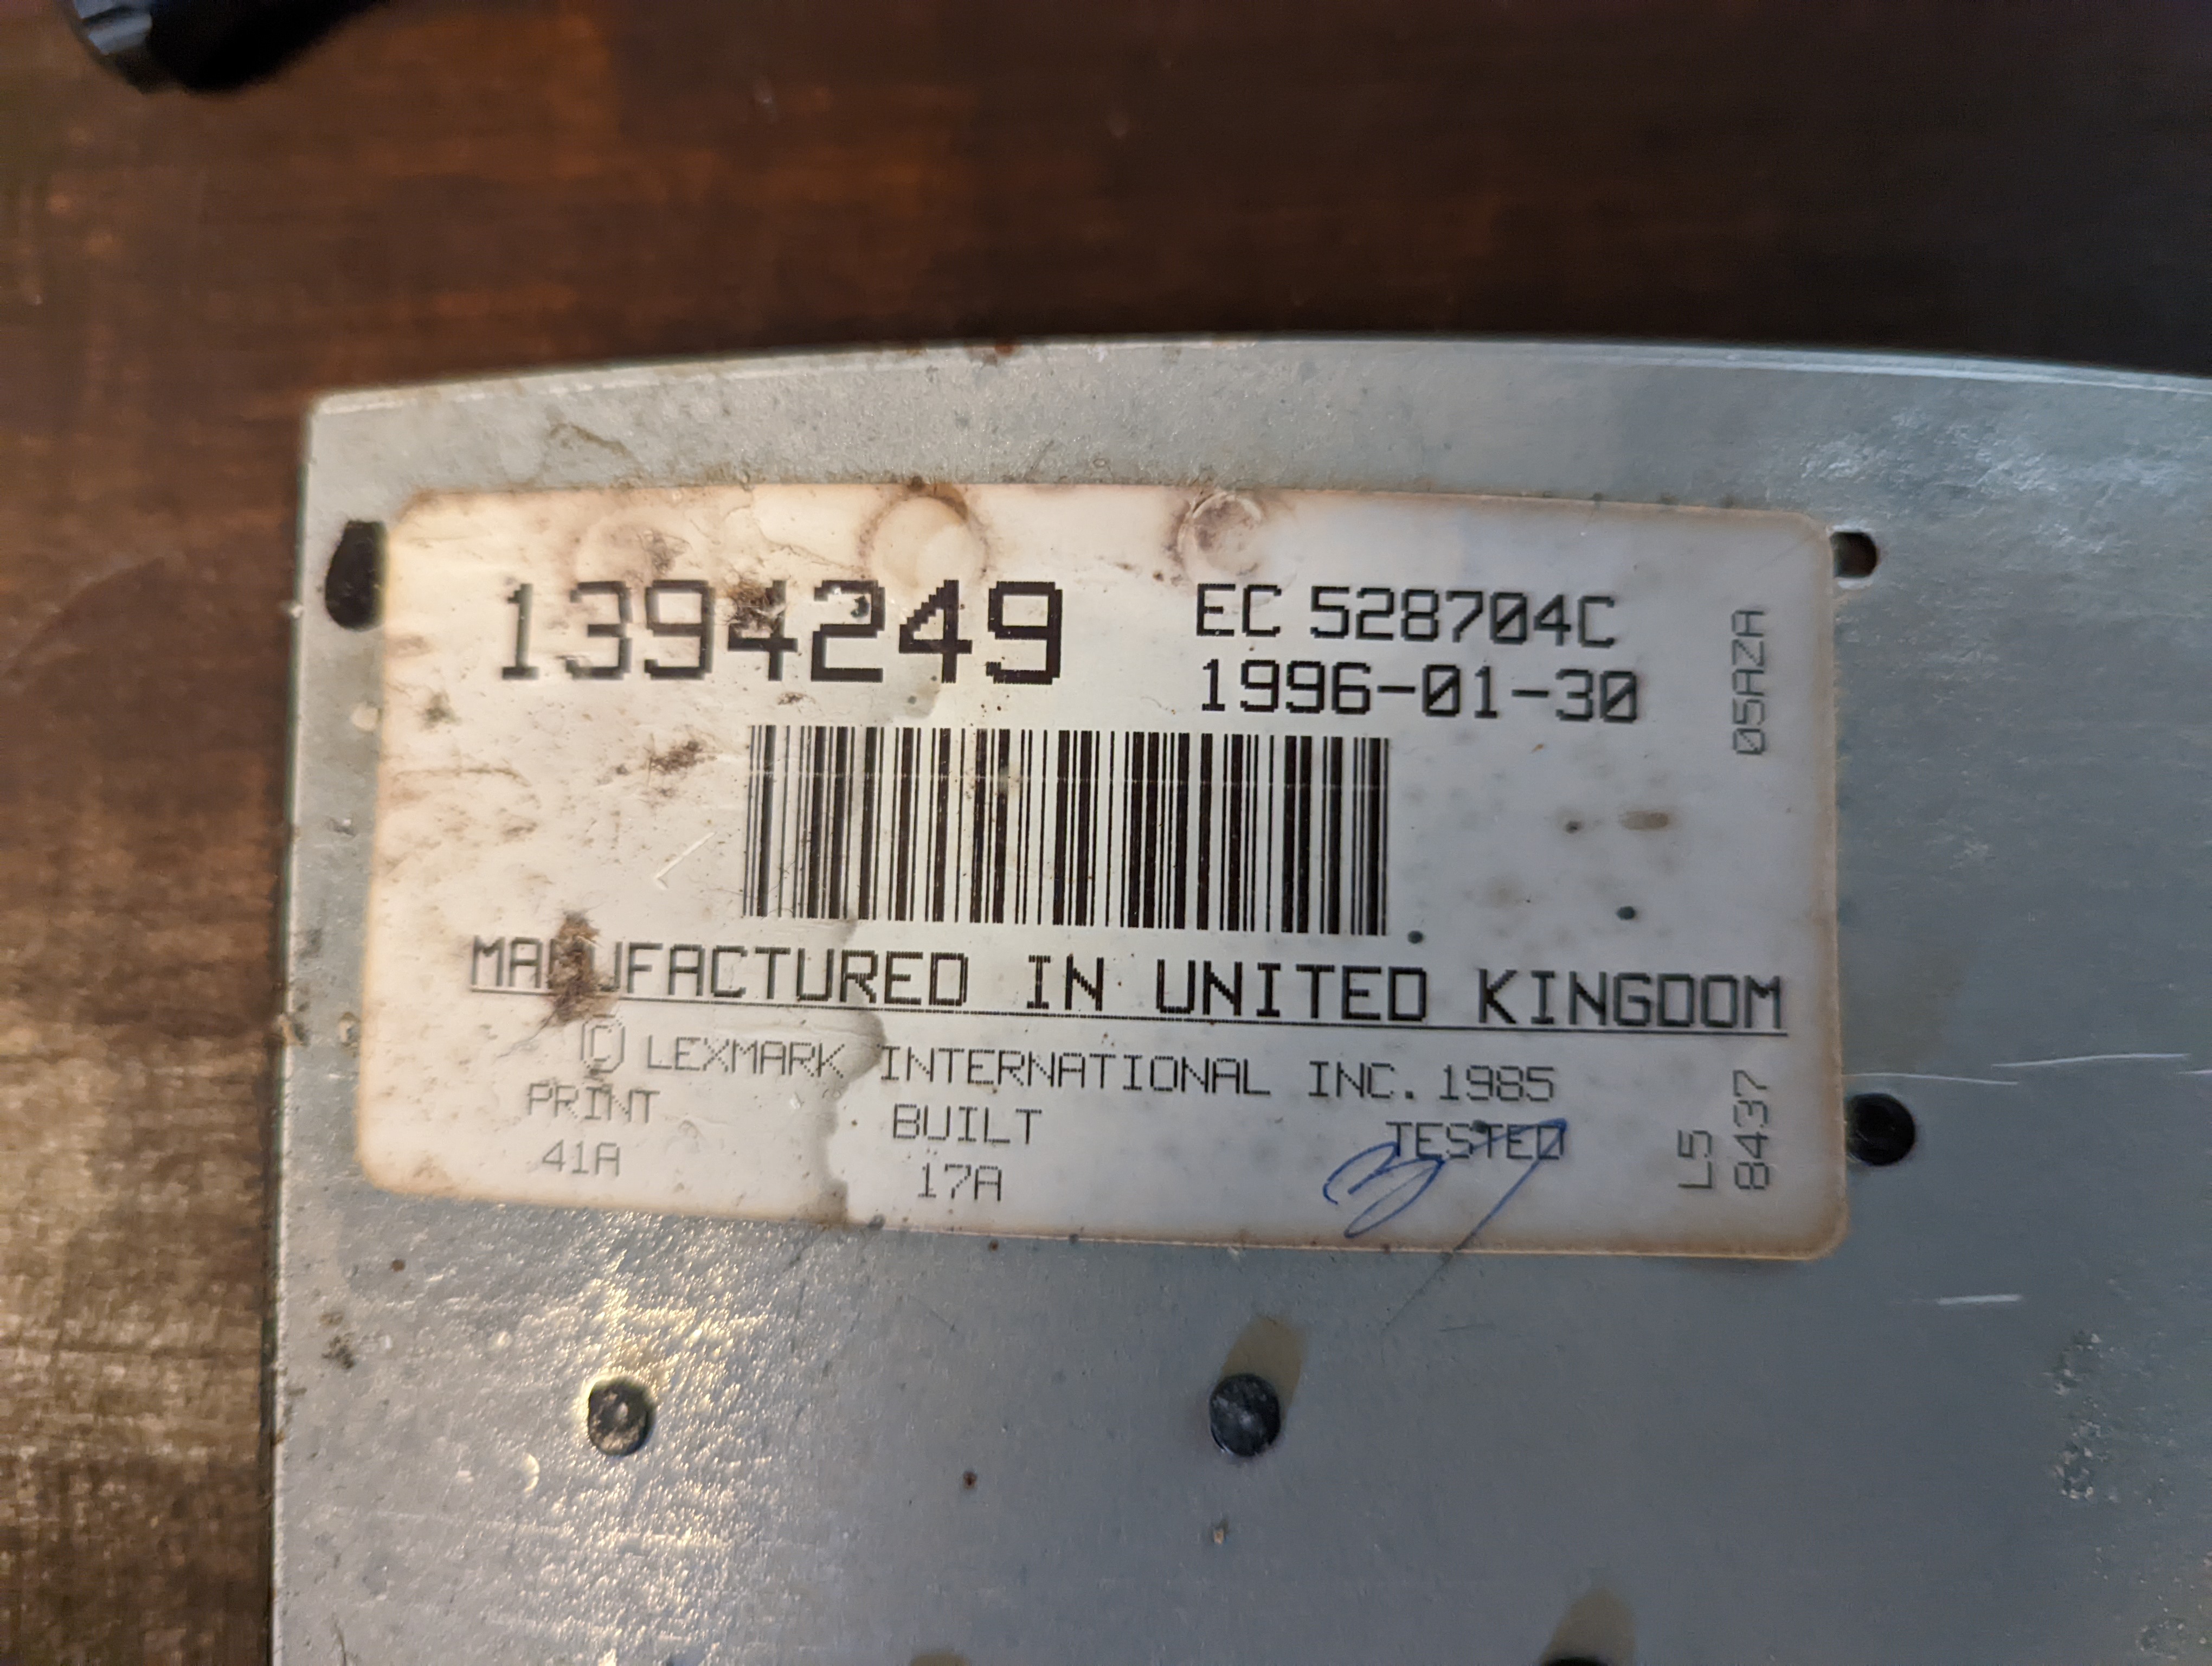 1394249
EC 528704C
1996-01-30
05AZA
MANUFACTURED IN UNITED KINGDOM
© LEXMARK INTERNATIONAL INC. 1985
PRINT
41A
BUILT
17A
TESTED
37
L5
8437